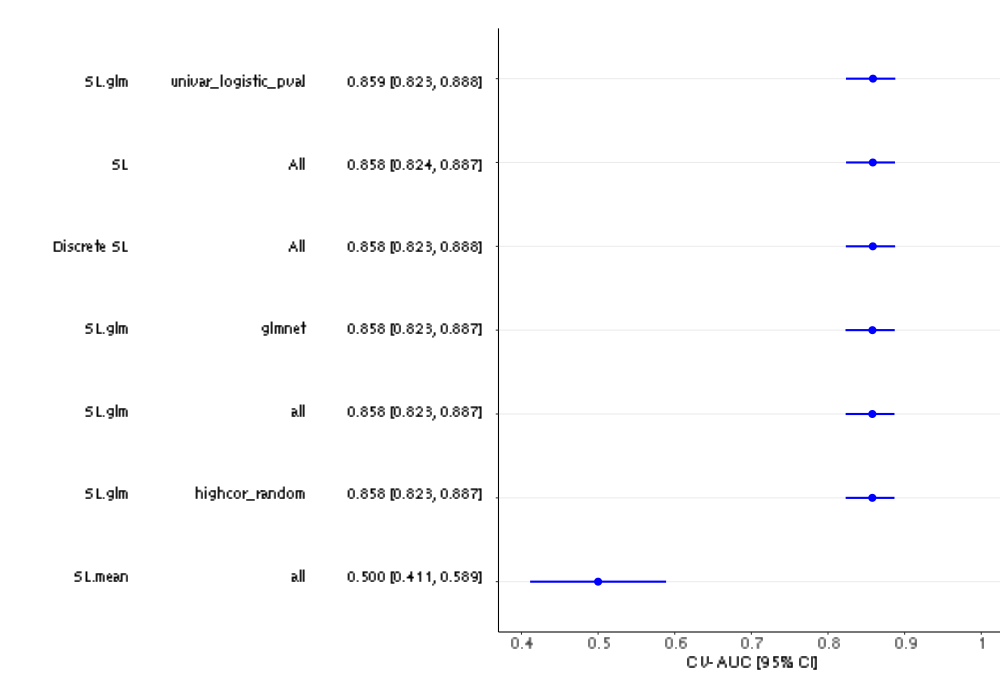 SL.glm univar_logistic_pval 0.859 [0.823, 0.888]
SL All 0.858 [0.824, 0.887]
Discrete SL All 0.858 [0.823, 0.888]
SL.glm glmnet 0.858 [0.823, 0.887]
SL.glm all 0.858 [0.823, 0.887]
SL.glm highcor_random 0.858 [0.823, 0.887]
SL.mean all 0.500 [0.411, 0.589]
0.4 0.5 0.6 0.7 0.8 0.9 1
CV-AUC [95% CI]